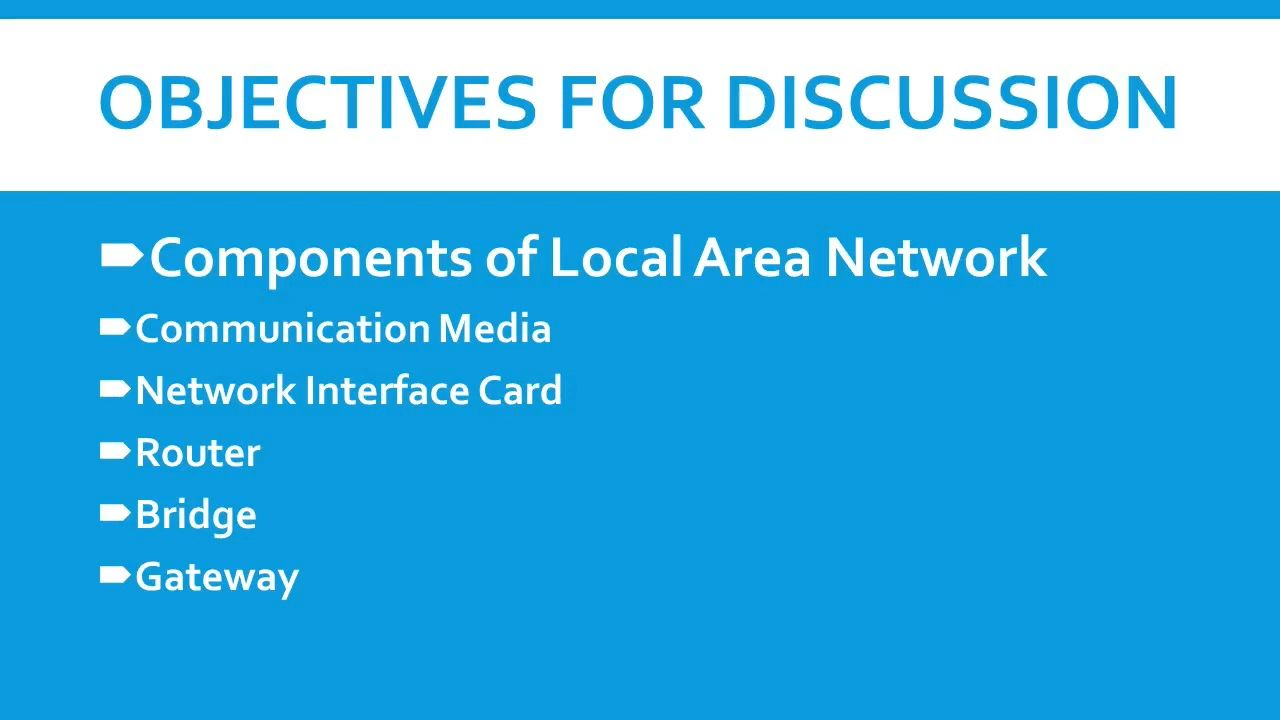 OBJECTIVES FOR DISCUSSION
Components of Local Area Network
Communication Media
Network Interface Card
Router
Bridge
Gateway